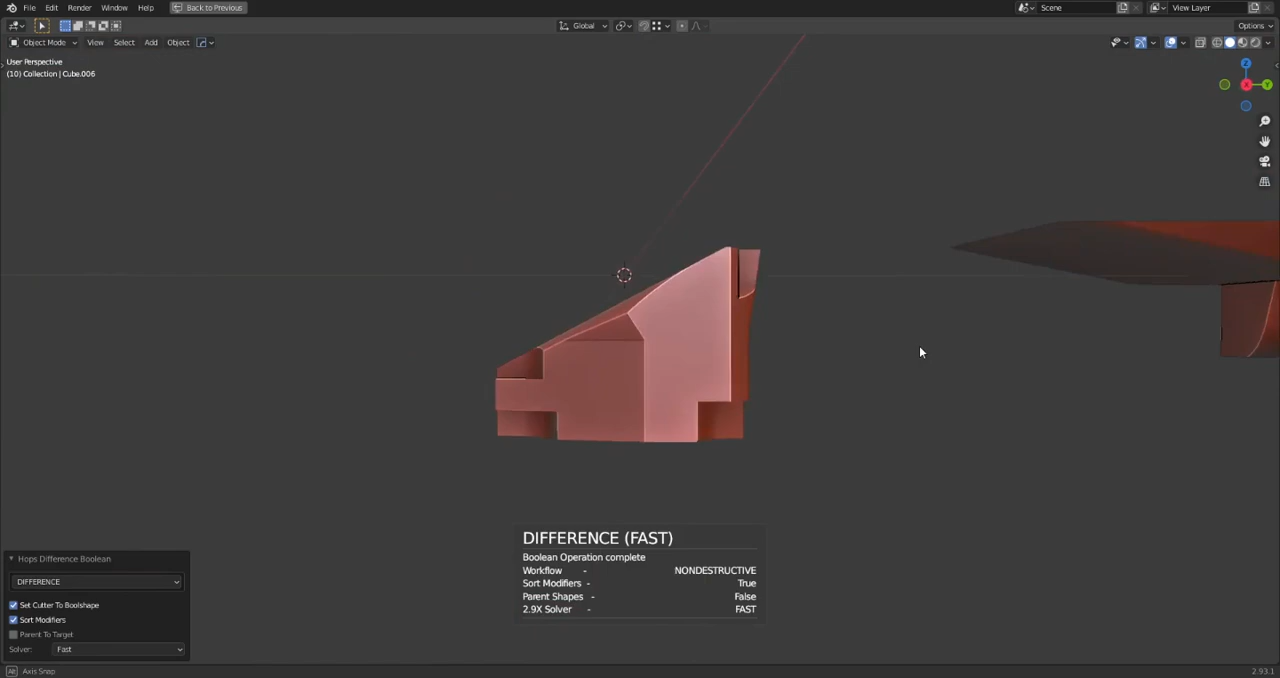 File Edit Render Window Help Back to Previous Scene View Layer
Global Options
Object Mode View Select Add Object
User Perspective
(10) Collection | Cube.006
Z
X Y
DIFFERENCE (FAST)
Boolean Operation complete
Workflow - NONDESTRUCTIVE
Sort Modifiers - True
Parent Shapes - False
2.9X Solver - FAST
Hops Difference Boolean
DIFFERENCE
Set Cutter To Boolshape
Sort Modifiers
Parent To Target
Solver: Fast
Axis Snap 2.93.1